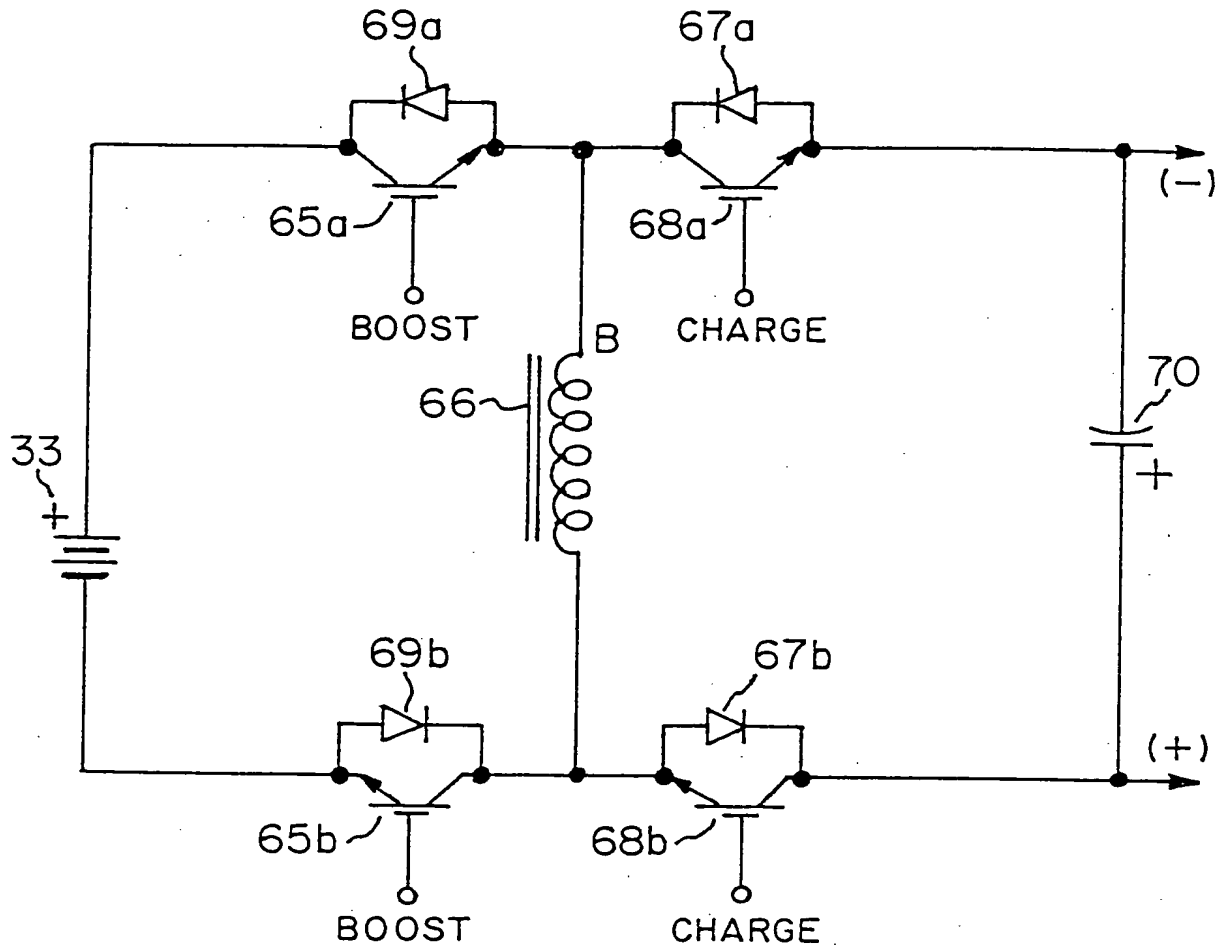 69a
67a
(-)
65a
68a
BOOST
CHARGE
B
70
66
33
+
+
69b
67b
(+)
65b
68b
BOOST
CHARGE